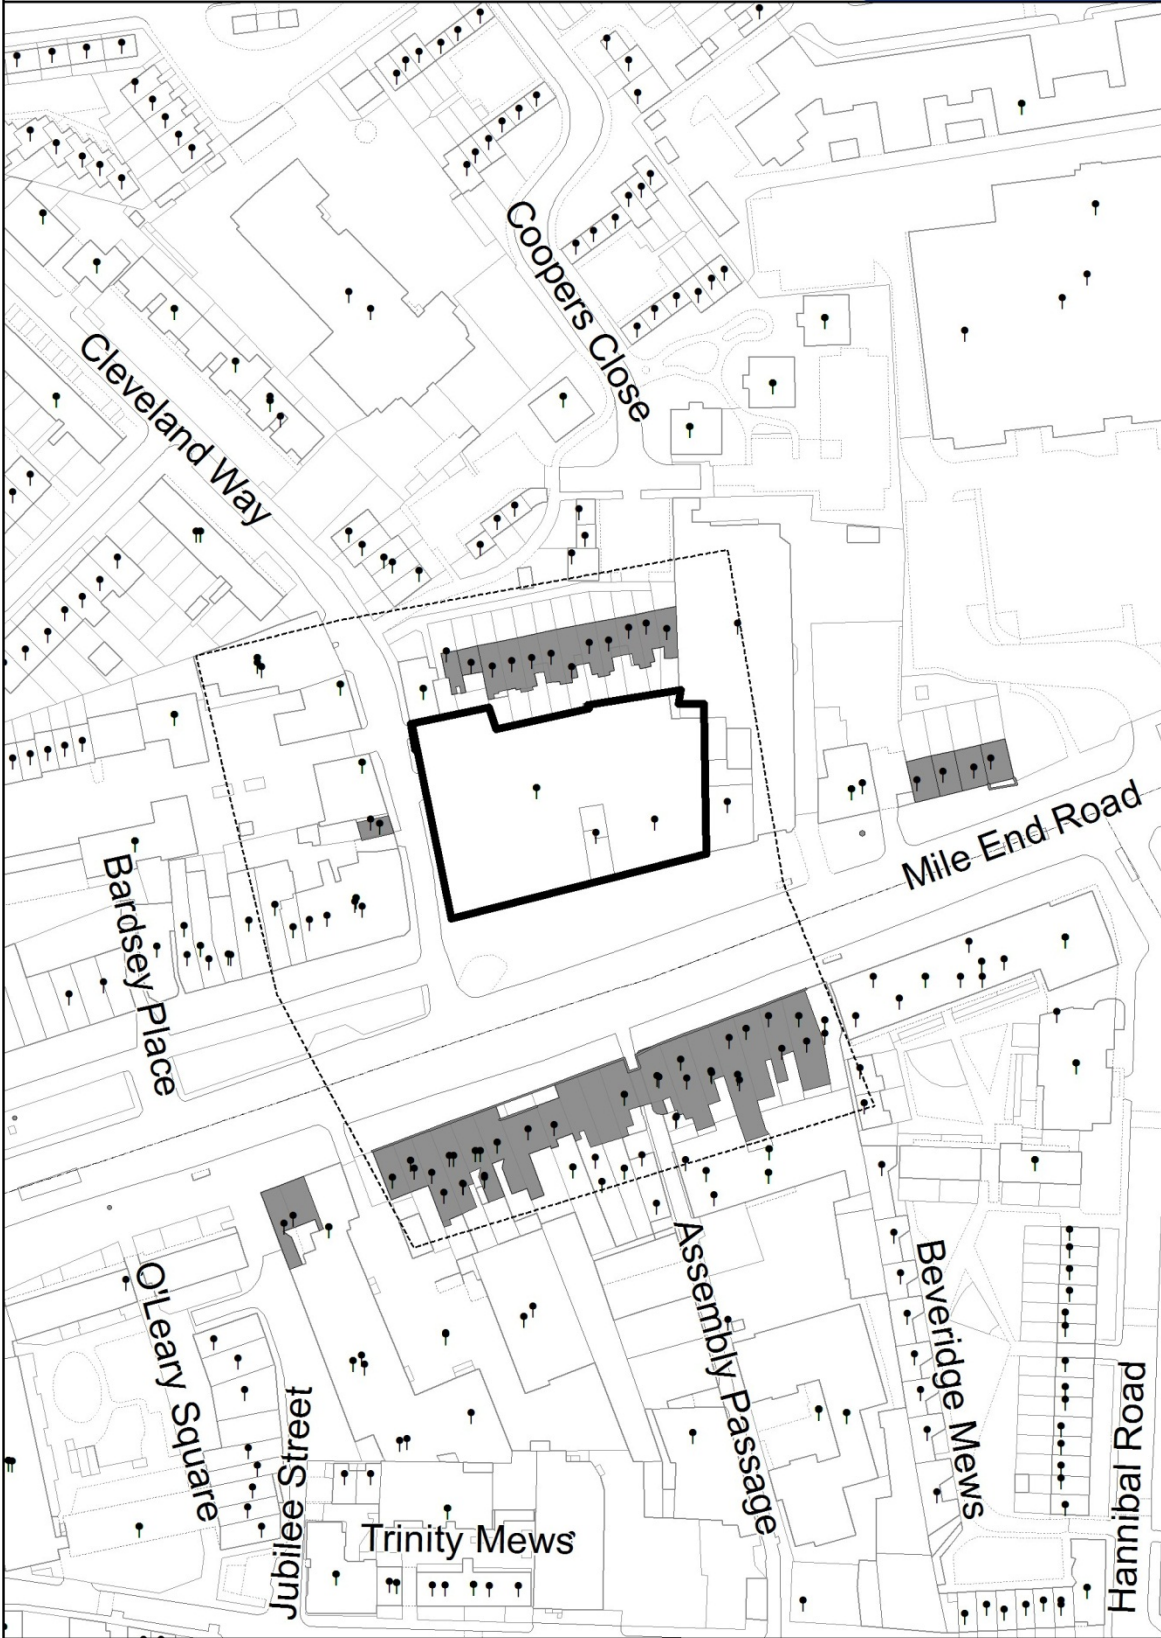 Coopers Close
Cleveland Way
Mile End Road
Bardsey Place
O'Leary Square
Jubilee Street
Trinity Mews
Assembly Passage
Beveridge Mews
Hannibal Road